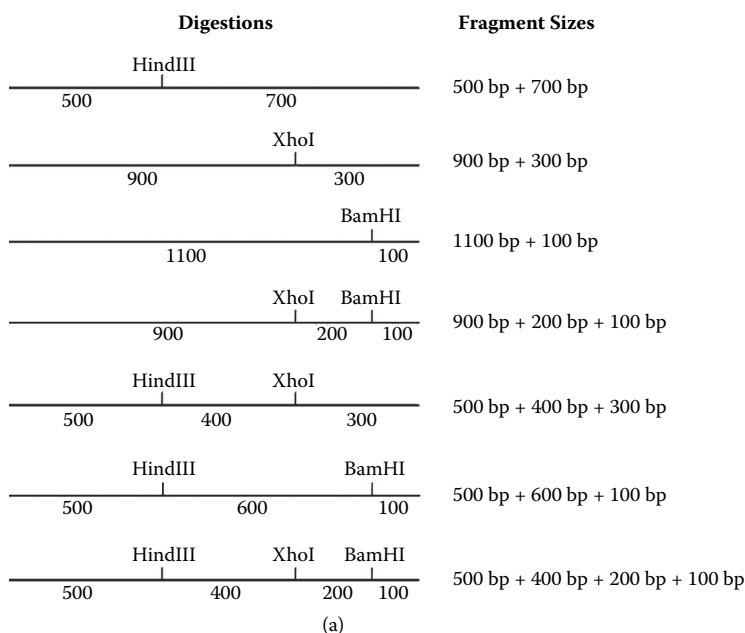 Digestions Fragment Sizes
HindIII
500 700 500 bp + 700 bp
XhoI
900 300 900 bp + 300 bp
BamHI
1100 100 1100 bp + 100 bp
XhoI BamHI
900 200 100 900 bp + 200 bp + 100 bp
HindIII XhoI
500 400 300 500 bp + 400 bp + 300 bp
HindIII BamHI
500 600 100 500 bp + 600 bp + 100 bp
HindIII XhoI BamHI
500 400 200 100 500 bp + 400 bp + 200 bp + 100 bp
(a)